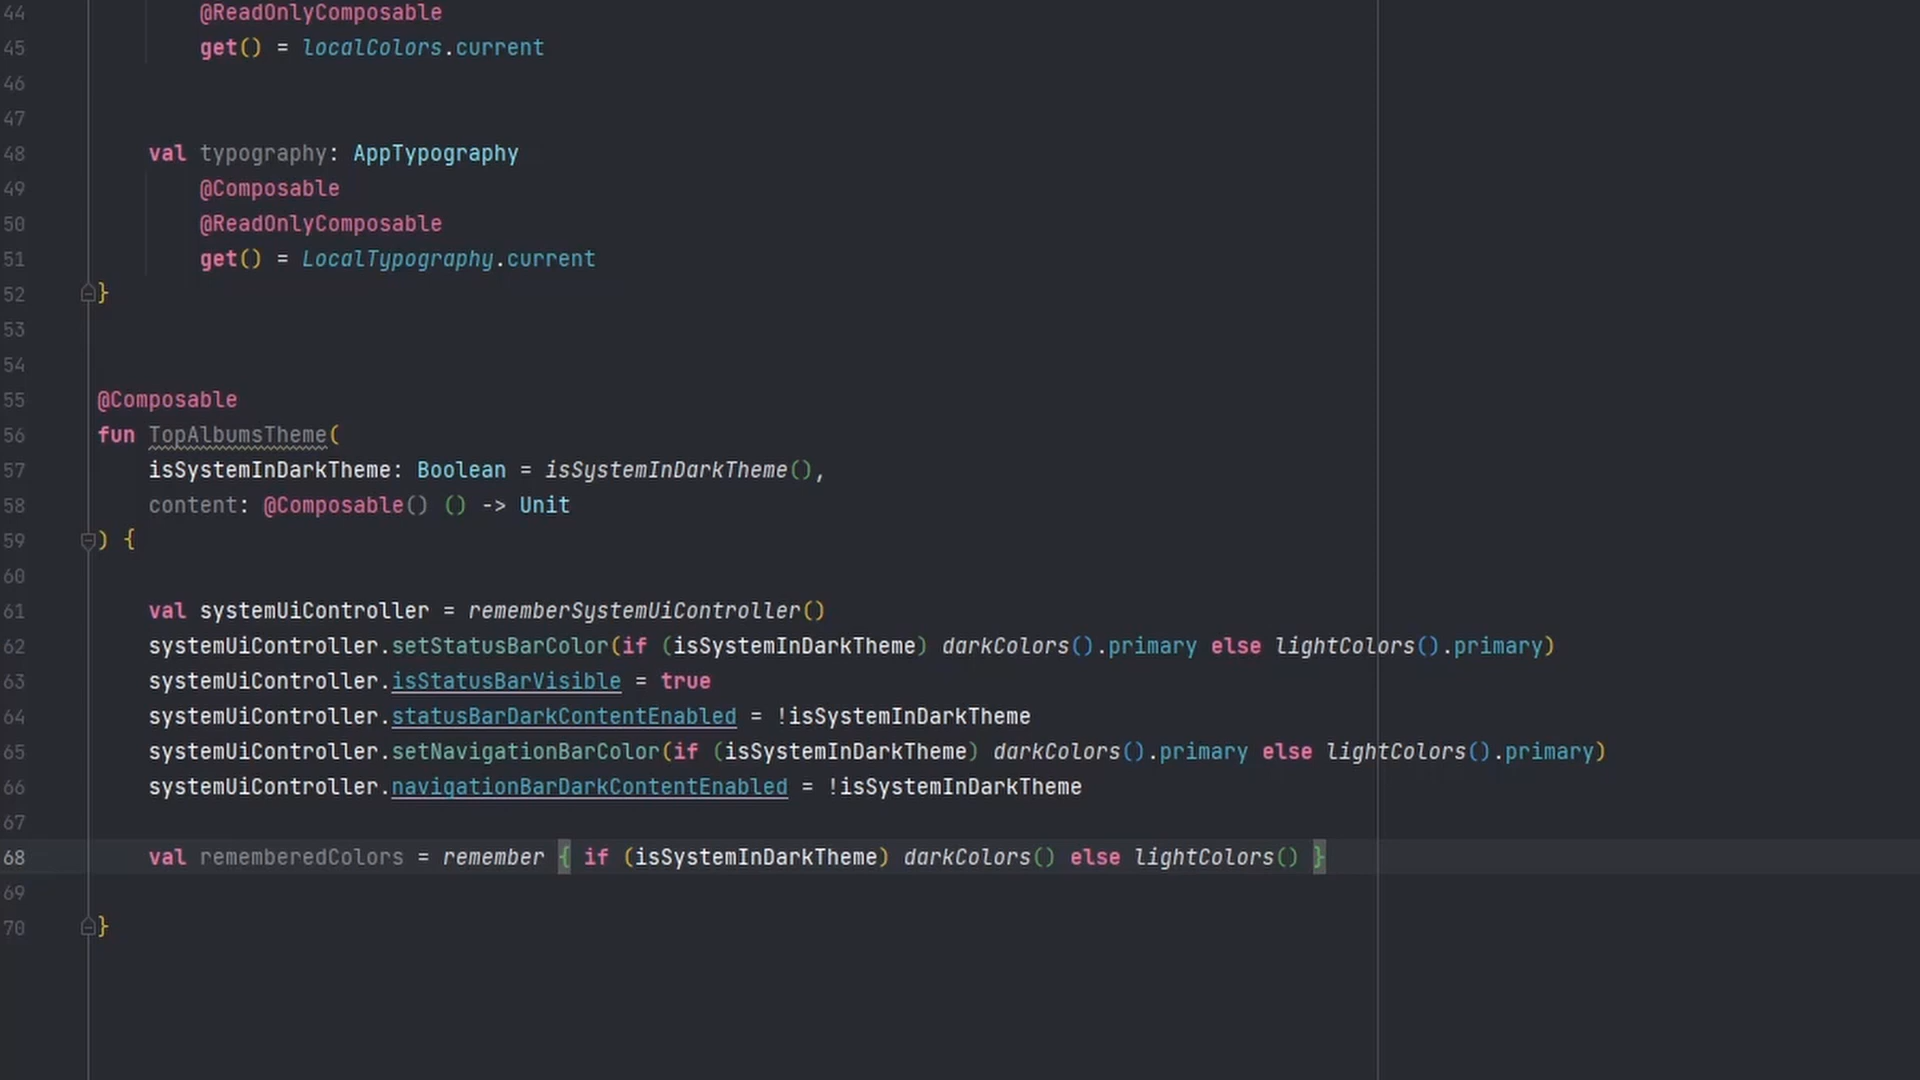 44 @ReadOnlyComposable
45 get() = localColors.current
46
47
48 val typography: AppTypography
49 @Composable
50 @ReadOnlyComposable
51 get() = LocalTypography.current
52 }
53
54
55 @Composable
56 fun TopAlbumsTheme(
57 isSystemInDarkTheme: Boolean = isSystemInDarkTheme(),
58 content: @Composable() () -> Unit
59 ) {
60
61 val systemUiController = rememberSystemUiController()
62 systemUiController.setStatusBarColor(if (isSystemInDarkTheme) darkColors().primary else lightColors().primary)
63 systemUiController.isStatusBarVisible = true
64 systemUiController.statusBarDarkContentEnabled = !isSystemInDarkTheme
65 systemUiController.setNavigationBarColor(if (isSystemInDarkTheme) darkColors().primary else lightColors().primary)
66 systemUiController.navigationBarDarkContentEnabled = !isSystemInDarkTheme
67
68 val rememberedColors = remember { if (isSystemInDarkTheme) darkColors() else lightColors() }
69
70 }